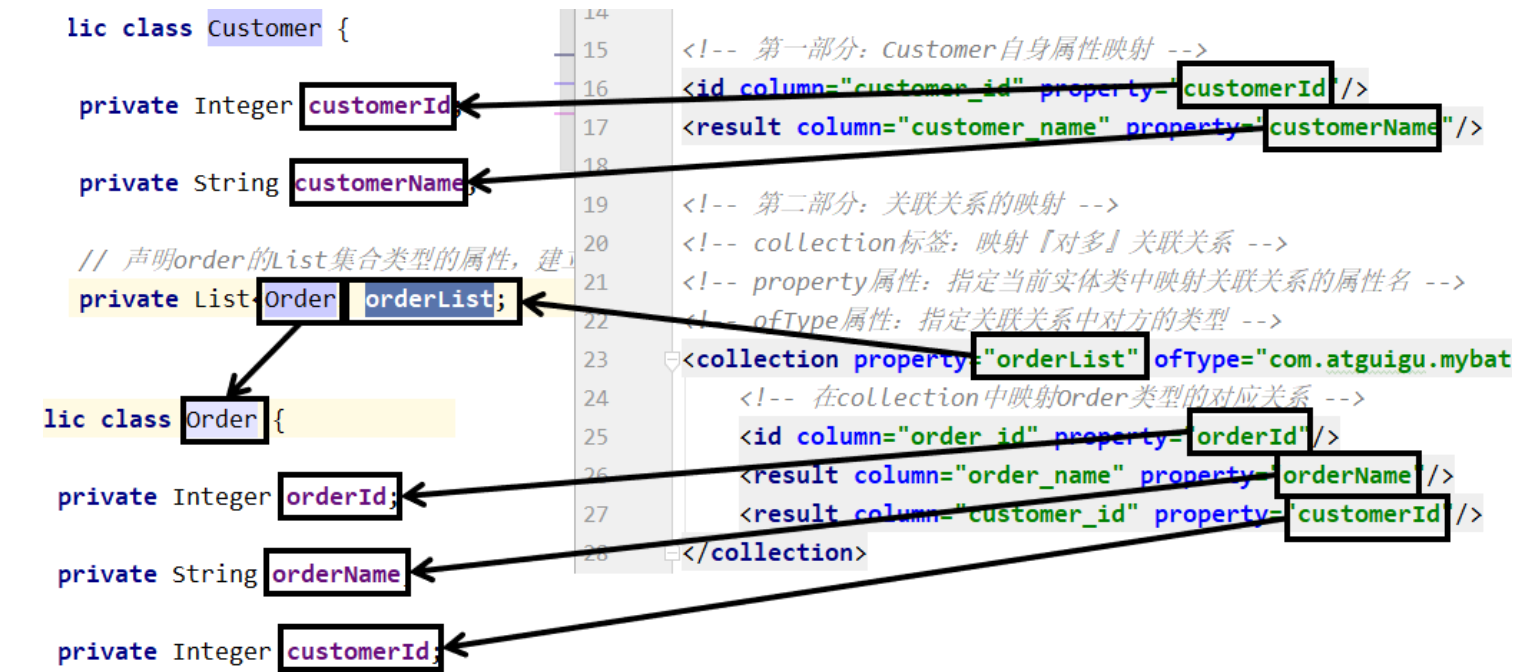 lic class Customer {
private Integer customerId;
private String customerName;
// 声明order的List集合类型的属性，建立
private List<Order orderList;
lic class Order {
private Integer orderId;
private String orderName
private Integer customerId;
14
15 <!-- 第一部分：Customer自身属性映射 -->
16 <id column="customer_id" property="customerId"/>
17 <result column="customer_name" property="customerName"/>
18
19 <!-- 第二部分：关联关系的映射 -->
20 <!-- collection标签：映射『对多』关联关系 -->
21 <!-- property属性：指定当前实体类中映射关联关系的属性名 -->
22 <!-- ofType属性：指定关联关系中对方的类型 -->
23 <collection property="orderList" ofType="com.atguigu.mybat
24 <!-- 在collection中映射Order类型的对应关系 -->
25 <id column="order_id" property="orderId"/>
26 <result column="order_name" property="orderName"/>
27 <result column="customer_id" property="customerId"/>
28 </collection>